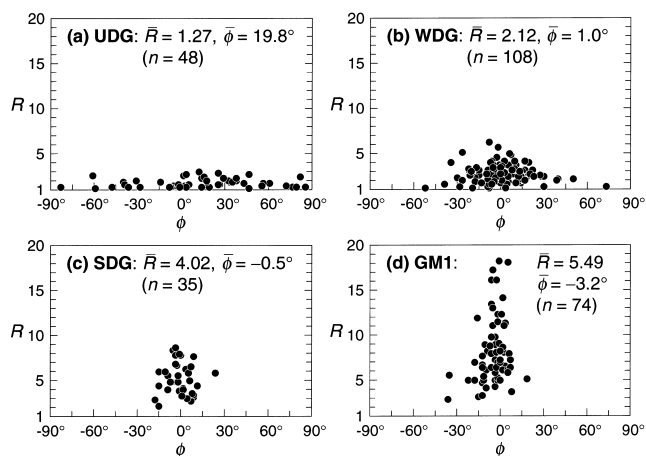 20
(a) UDG: R̄ = 1.27, φ̄ = 19.8°
(n = 48)
15
R 10
5
1
-90° -60° -30° 0° 30° 60° 90°
ϕ
20
(b) WDG: R̄ = 2.12, φ̄ = 1.0°
(n = 108)
15
R 10
5
1
-90° -60° -30° 0° 30° 60° 90°
ϕ
20
(c) SDG: R̄ = 4.02, φ̄ = –0.5°
(n = 35)
15
R 10
5
1
-90° -60° -30° 0° 30° 60° 90°
ϕ
20
(d) GM1: R̄ = 5.49
φ̄ = –3.2°
(n = 74)
15
R 10
5
1
-90° -60° -30° 0° 30° 60° 90°
ϕ